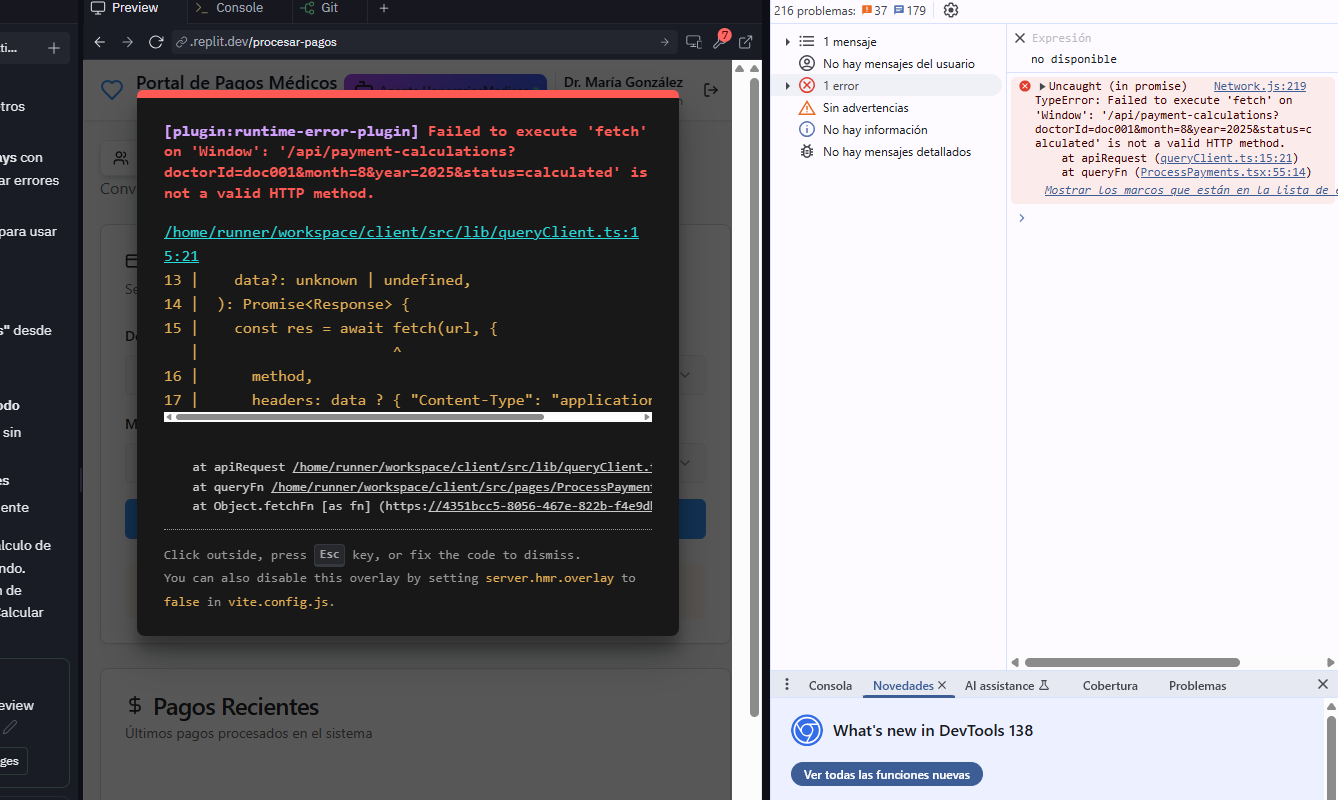 Preview
Console
Git
ti...
.replit.dev/procesar-pagos
7
etros
ays con
ar errores
para usar
s" desde
odo
sin
es
ente
álculo de
ndo.
n de
Calcular
eview
ges
Portal de Pagos Médicos
Dr. María González
Conv
Pagos Recientes
Últimos pagos procesados en el sistema
[plugin:runtime-error-plugin] Failed to execute 'fetch'
on 'Window': '/api/payment-calculations?
doctorId=doc001&month=8&year=2025&status=calculated' is
not a valid HTTP method.
/home/runner/workspace/client/src/lib/queryClient.ts:1
5:21
13 |    data?: unknown | undefined,
14 |  ): Promise<Response> {
15 |    const res = await fetch(url, {
|                      ^
16 |      method,
17 |      headers: data ? { "Content-Type": "application
at apiRequest (/home/runner/workspace/client/src/lib/queryClient.
at queryFn (/home/runner/workspace/client/src/pages/ProcessPayment
at Object.fetchFn [as fn] (https://4351bcc5-8056-467e-822b-f4e9d
Click outside, press Esc key, or fix the code to dismiss.
You can also disable this overlay by setting server.hmr.overlay to
false in vite.config.js.
216 problemas: 37 179
1 mensaje
No hay mensajes del usuario
1 error
Sin advertencias
No hay información
No hay mensajes detallados
Expresión
no disponible
Uncaught (in promise) Network.js:219
TypeError: Failed to execute 'fetch' on
'Window': '/api/payment-calculations?
doctorId=doc001&month=8&year=2025&status=c
alculated' is not a valid HTTP method.
at apiRequest (queryClient.ts:15:21)
at queryFn (ProcessPayments.tsx:55:14)
Mostrar los marcos que están en la lista de
Consola
Novedades
AI assistance
Cobertura
Problemas
What's new in DevTools 138
Ver todas las funciones nuevas